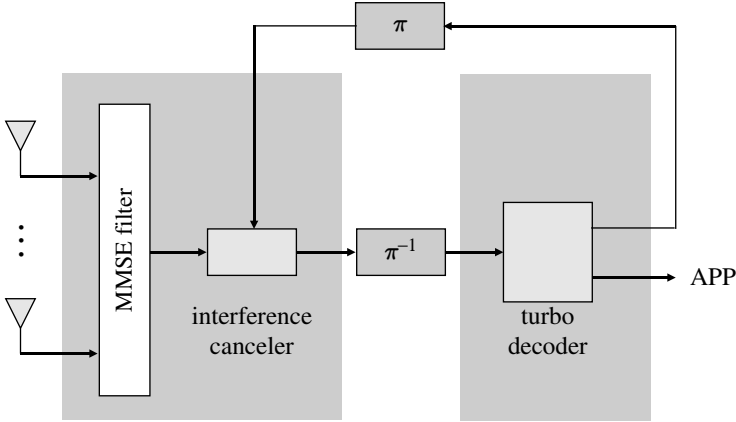 π
MMSE filter
π⁻¹
APP
interference
canceler
turbo
decoder